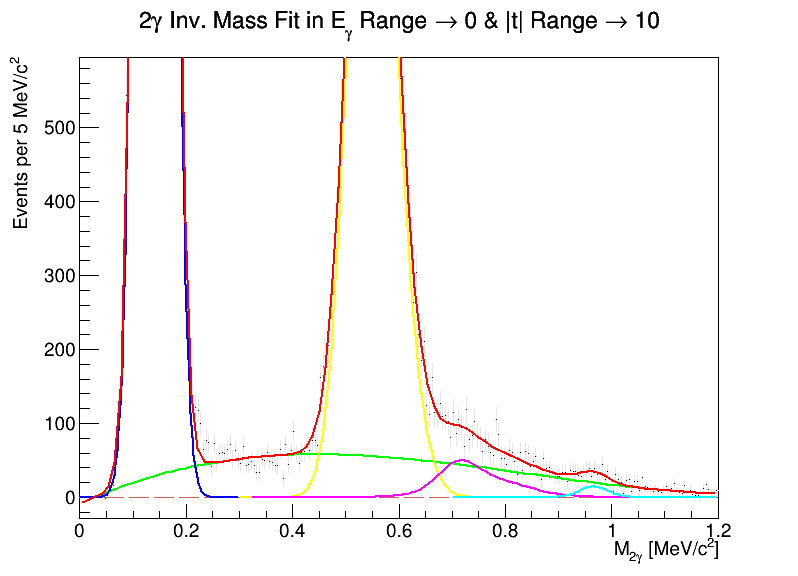 2γ Inv. Mass Fit in Eγ Range → 0 & |t| Range → 10
Events per 5 MeV/c²
500
400
300
200
100
0
0 0.2 0.4 0.6 0.8 1 1.2
M2γ [MeV/c²]